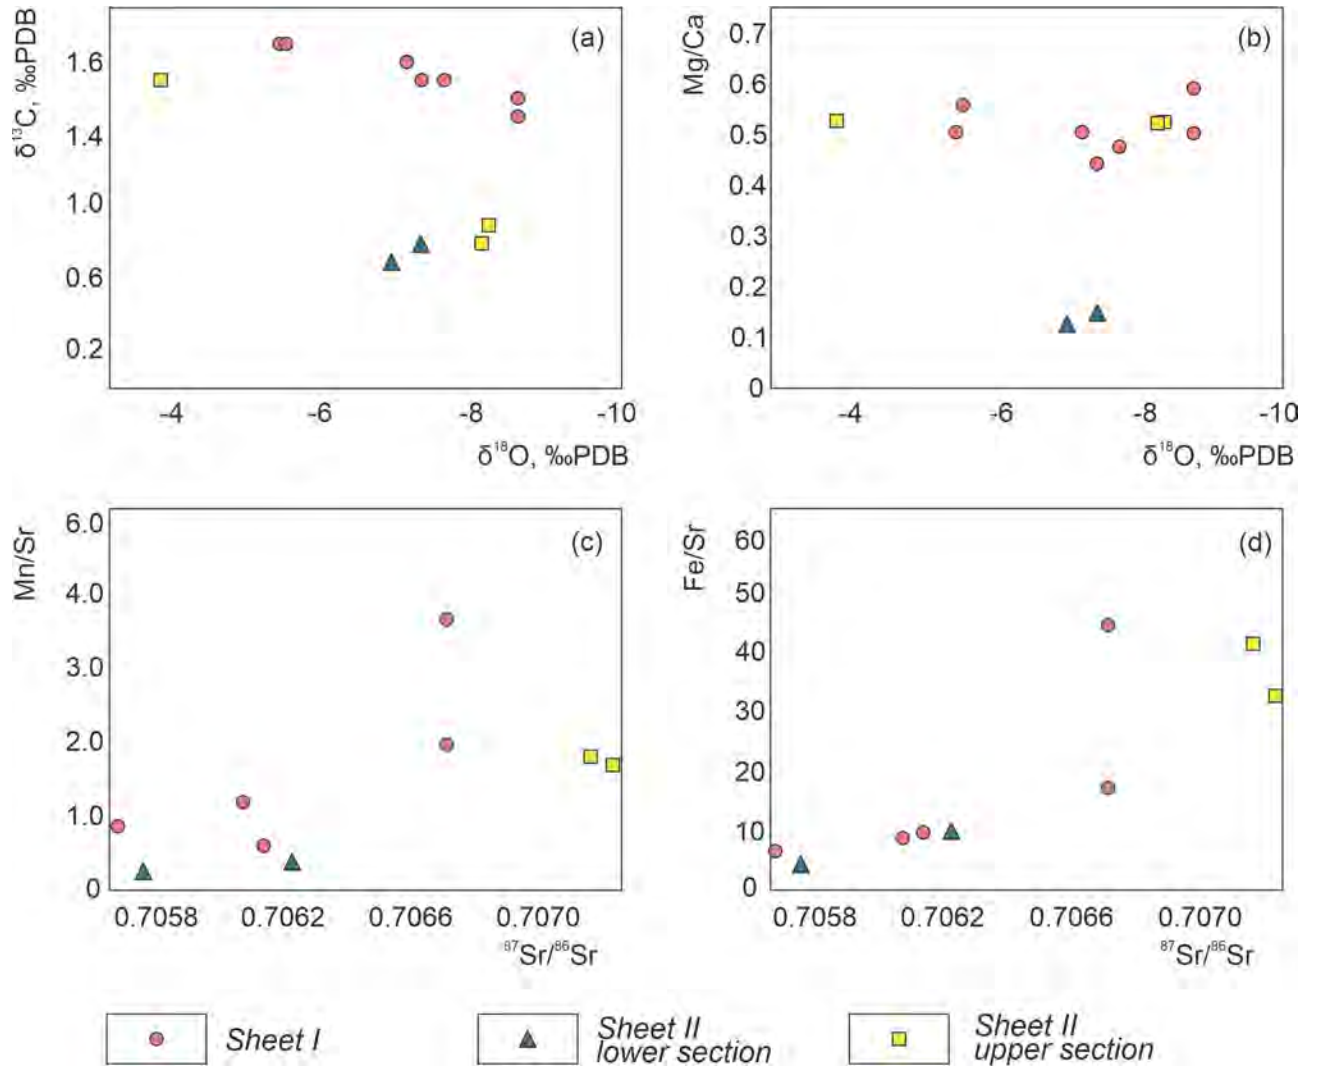 (a)
δ¹³C, ‰PDB
1.6
1.4
1.0
0.6
0.2
-4 -6 -8 -10
δ¹⁸O, ‰PDB
(b)
Mg/Ca
0.7
0.6
0.5
0.4
0.3
0.2
0.1
0
-4 -6 -8 -10
δ¹⁸O, ‰PDB
(c)
Mn/Sr
6.0
4.0
3.0
2.0
1.0
0
0.7058 0.7062 0.7066 0.7070
⁸⁷Sr/⁸⁶Sr
(d)
Fe/Sr
60
50
40
30
20
10
0
0.7058 0.7062 0.7066 0.7070
⁸⁷Sr/⁸⁶Sr
Sheet I
Sheet II
lower section
Sheet II
upper section